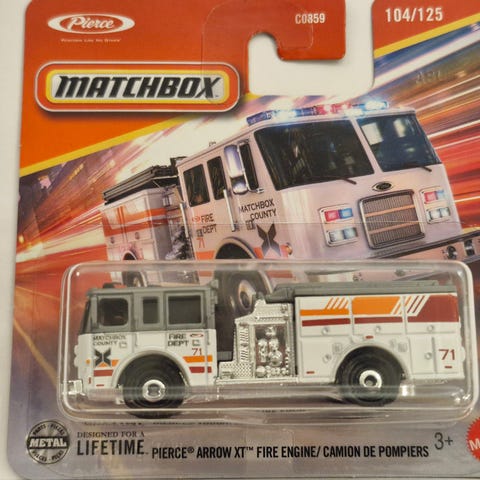 Pierce
C0859
104/125
MATCHBOX
FIRE
DEPT
MATCHBOX
COUNTY
71
MATCHBOX
COUNTY
FIRE
DEPT
71
71
METAL
DESIGNED FOR A
LIFETIME
PIERCE® ARROW XT™ FIRE ENGINE/CAMION DE POMPIERS
3+